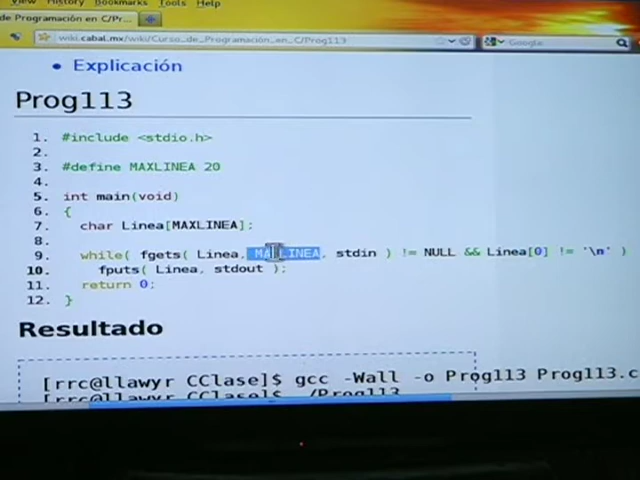 View History Bookmarks Tools Help
de Programación en C/Pr...
wiki.cabal.mx/wiki/Curso_de_Programación_en_C/Prog113
Google
• Explicación
Prog113
1. #include <stdio.h>
2.
3. #define MAXLINEA 20
4.
5. int main(void)
6. {
7. char Linea[MAXLINEA];
8.
9. while( fgets( Linea, MAXLINEA, stdin ) != NULL && Linea[0] != '\n' )
10. fputs( Linea, stdout );
11. return 0;
12. }
Resultado
[rrc@llawyr CClase]$ gcc -Wall -o Prog113 Prog113.c
[rrc@llawyr CClase]$ ./Prog113